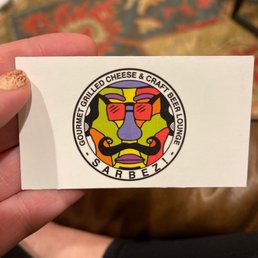 GOURMET GRILLED CHEESE & CRAFT BEER LOUNGE
- SARBEZ! -